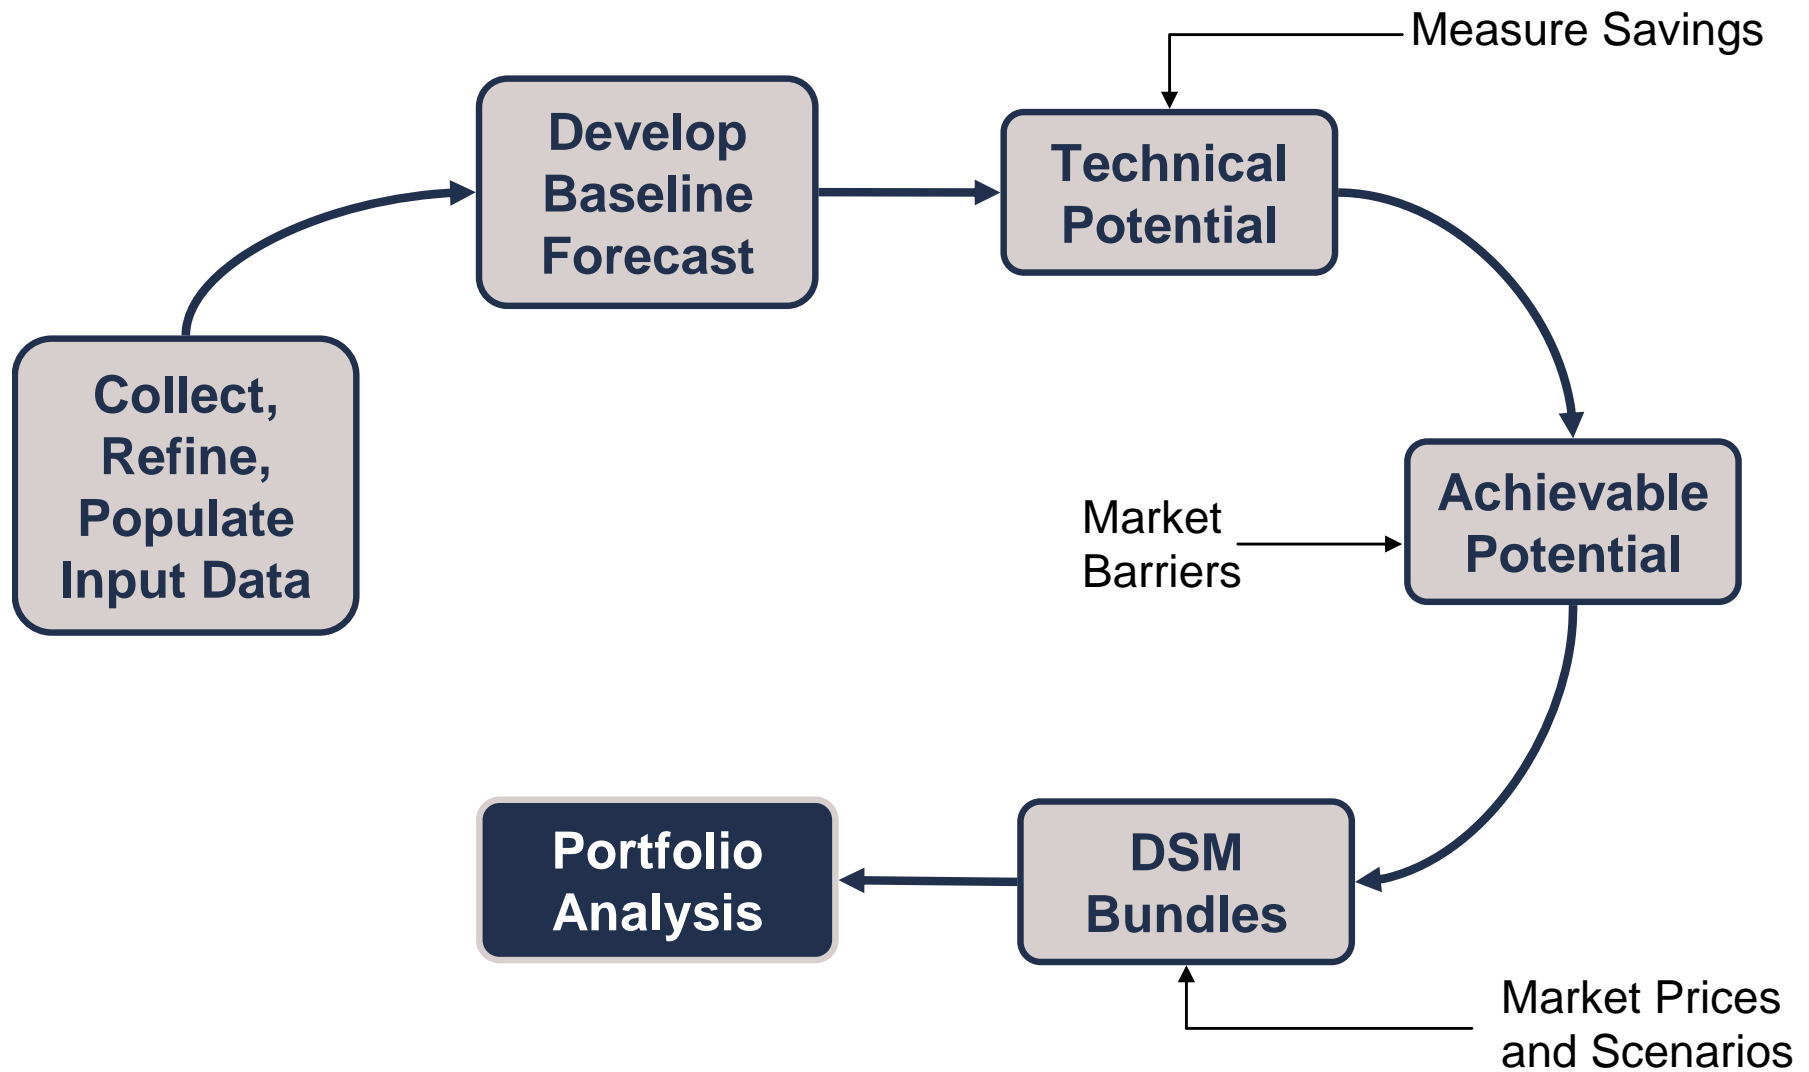 Measure Savings
Develop
Baseline
Forecast
Technical
Potential
Collect,
Refine,
Populate
Input Data
Market
Barriers
Achievable
Potential
Portfolio
Analysis
DSM
Bundles
Market Prices
and Scenarios